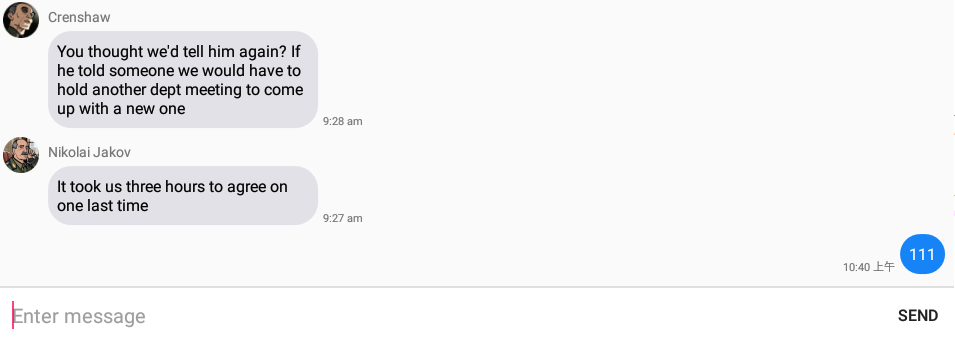 Crenshaw
You thought we'd tell him again? If
he told someone we would have to
hold another dept meeting to come
up with a new one
9:28 am
Nikolai Jakov
It took us three hours to agree on
one last time
9:27 am
10:40 上午
111
Enter message
SEND